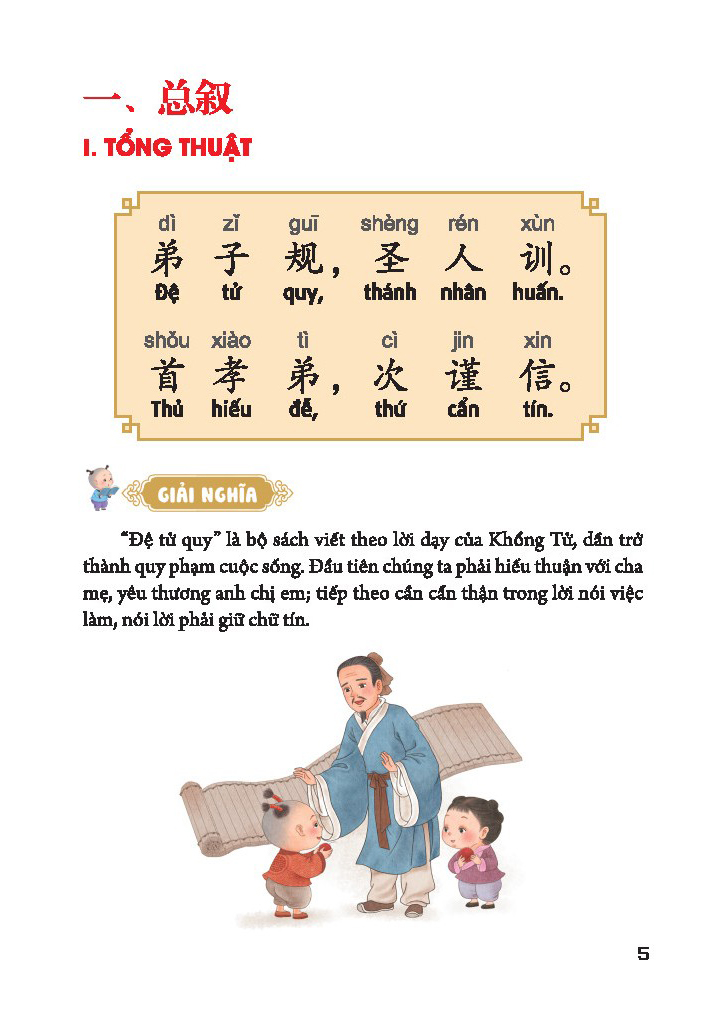 一、总叙
I. TỔNG THUẬT
dì zǐ guī shèng rén xùn
弟 子 规， 圣 人 训。
Đệ tử quy, thánh nhân huấn.
shǒu xiào tì cì jin xin
首 孝 弟， 次 谨 信。
Thủ hiếu đễ, thứ cẩn tín.
GIẢI NGHĨA
“Đệ tử quy” là bộ sách viết theo lời dạy của Khổng Tử, dần trở
thành quy phạm cuộc sống. Đầu tiên chúng ta phải hiếu thuận với cha
mẹ, yêu thương anh chị em; tiếp theo cần cẩn thận trong lời nói việc
làm, nói lời phải giữ chữ tín.
5